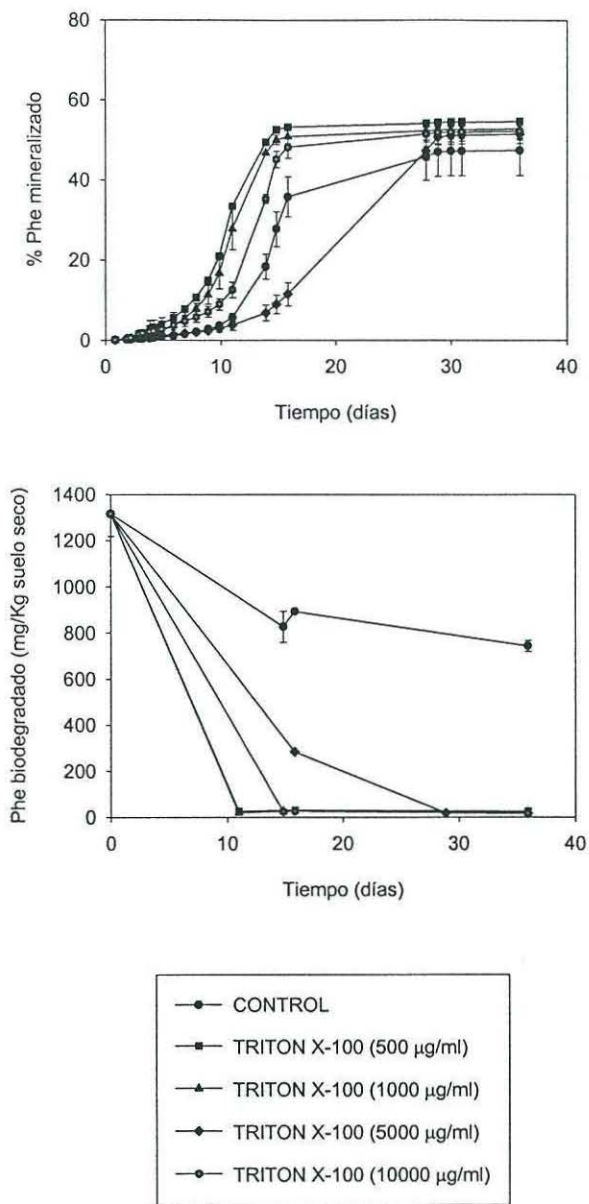 80
60
40
20
0
% Phe mineralizado
0 10 20 30 40
Tiempo (días)
1400
1200
1000
800
600
400
200
0
Phe biodegradado (mg/Kg suelo seco)
0 10 20 30 40
Tiempo (días)
CONTROL
TRITON X-100 (500 µg/ml)
TRITON X-100 (1000 µg/ml)
TRITON X-100 (5000 µg/ml)
TRITON X-100 (10000 µg/ml)